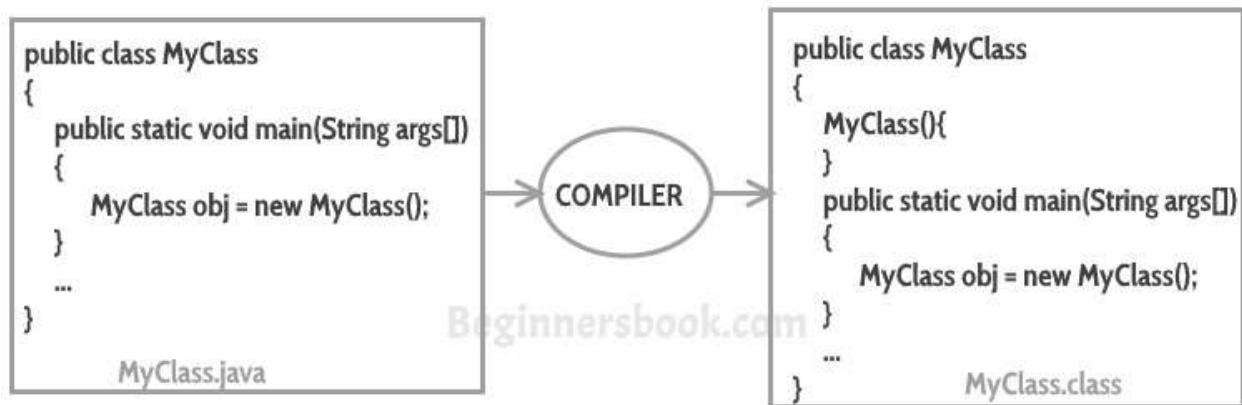 public class MyClass
{
public static void main(String args[])
{
MyClass obj = new MyClass();
}
...
}
MyClass.java
COMPILER
public class MyClass
{
MyClass(){
}
public static void main(String args[])
{
MyClass obj = new MyClass();
}
...
}
MyClass.class
Beginnersbook.com